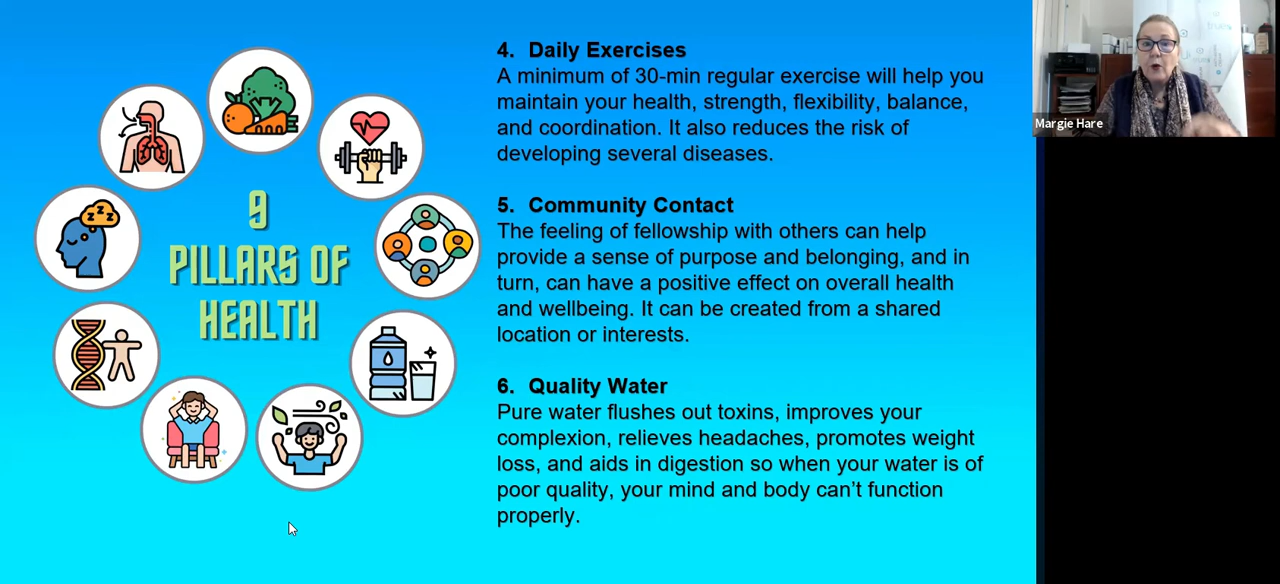 9
PILLARS OF
HEALTH
4. Daily Exercises
A minimum of 30-min regular exercise will help you
maintain your health, strength, flexibility, balance,
and coordination. It also reduces the risk of
developing several diseases.
5. Community Contact
The feeling of fellowship with others can help
provide a sense of purpose and belonging, and in
turn, can have a positive effect on overall health
and wellbeing. It can be created from a shared
location or interests.
6. Quality Water
Pure water flushes out toxins, improves your
complexion, relieves headaches, promotes weight
loss, and aids in digestion so when your water is of
poor quality, your mind and body can’t function
properly.
Margie Hare